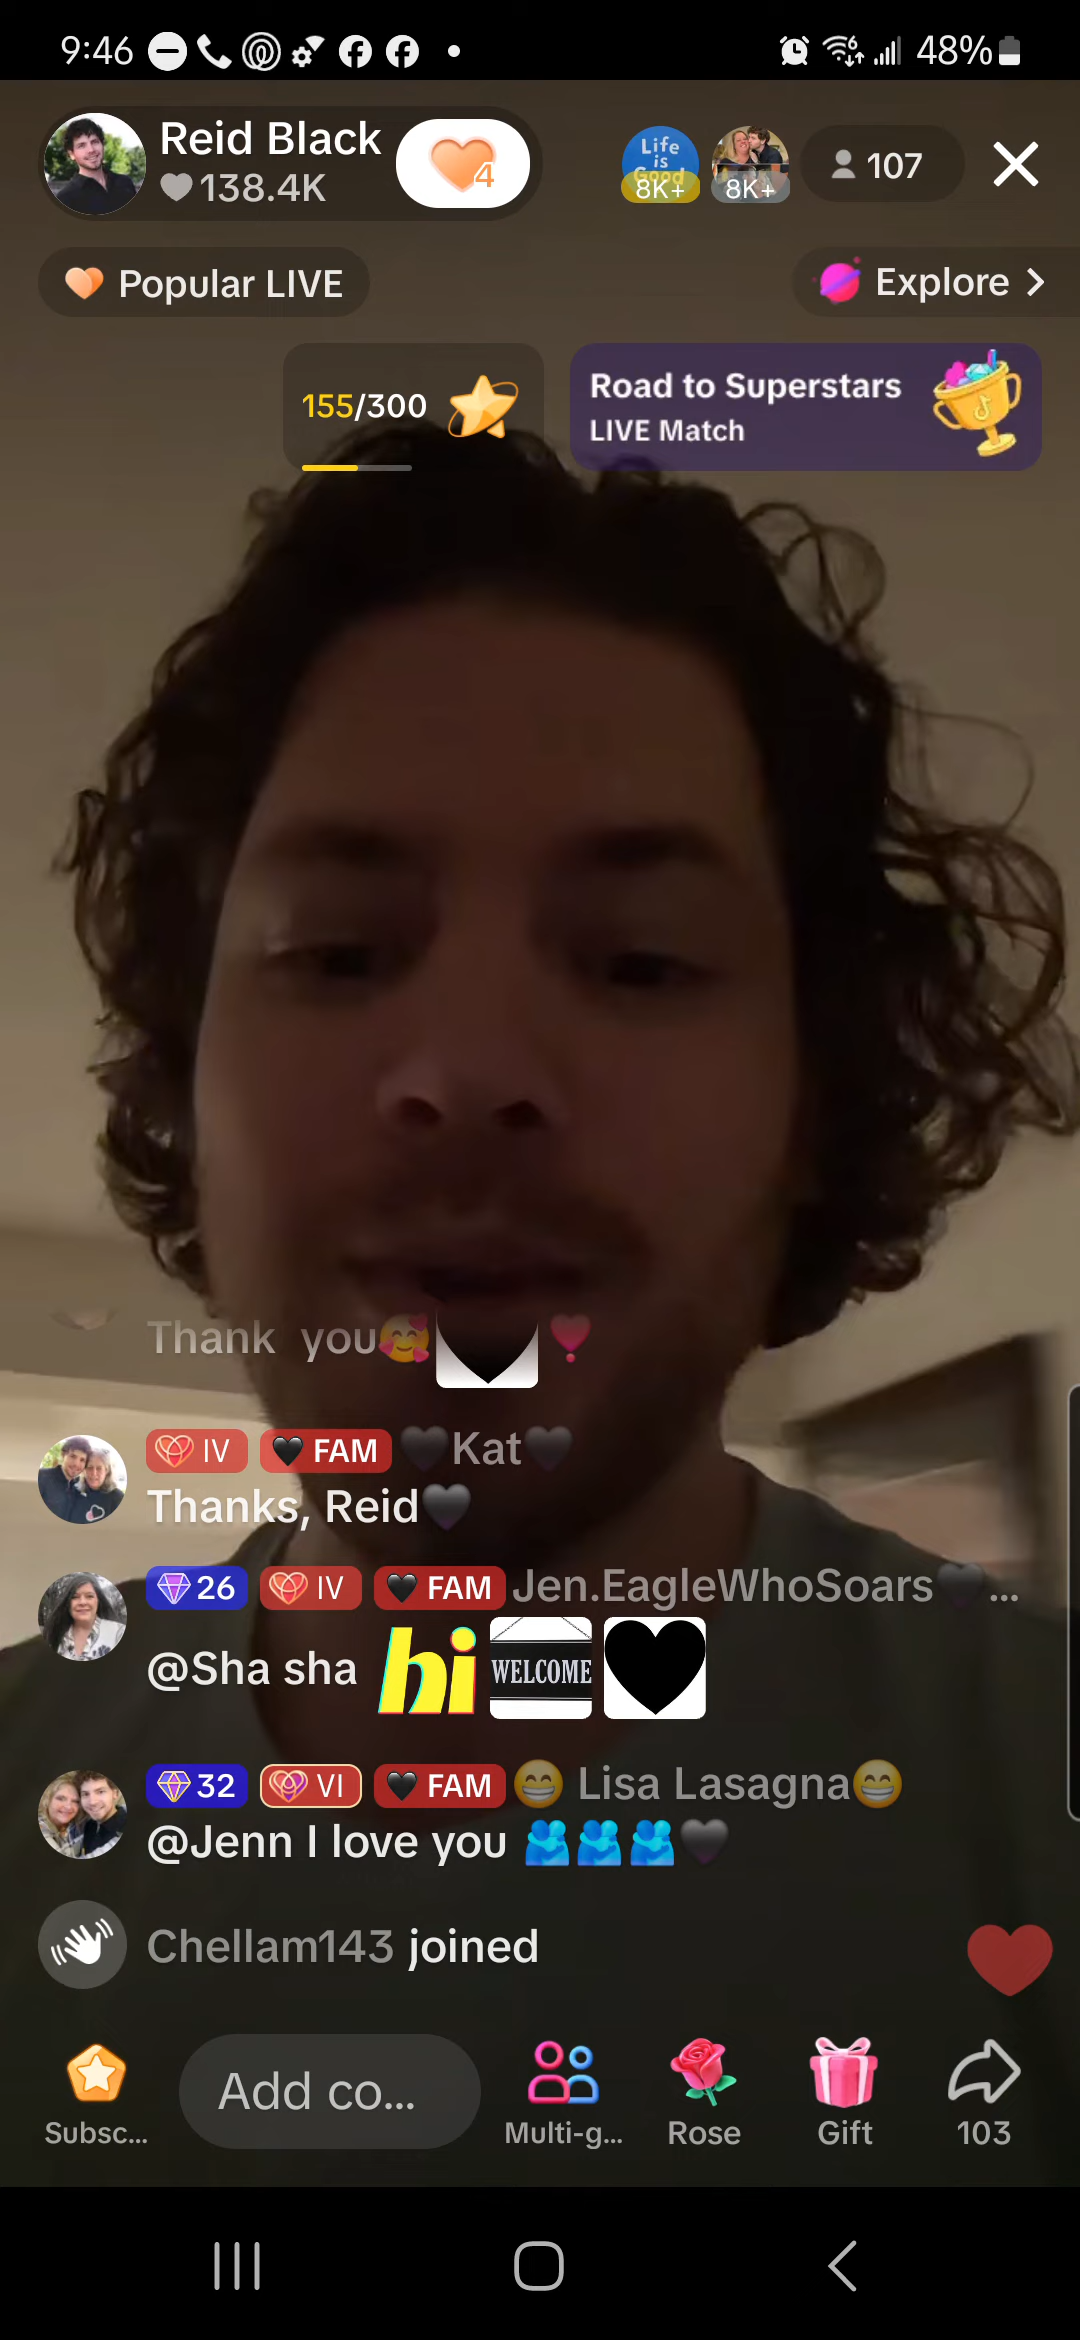 9:46
48%
Reid Black
138.4K
4
Life
is
Good
8K+
8K+
107
Popular LIVE
Explore
155/300
Road to Superstars
LIVE Match
Thank you🥰🖤❣
IV 🖤 FAM 🖤Kat🖤
Thanks, Reid🖤
26 IV 🖤 FAM Jen.EagleWhoSoars🖤...
@Sha sha hi WELCOME 🖤
32 VI 🖤 FAM 😁 Lisa Lasagna😁
@Jenn I love you 🫂🫂🫂🖤
Chellam143 joined
Subsc...
Add co...
Multi-g...
Rose
Gift
103